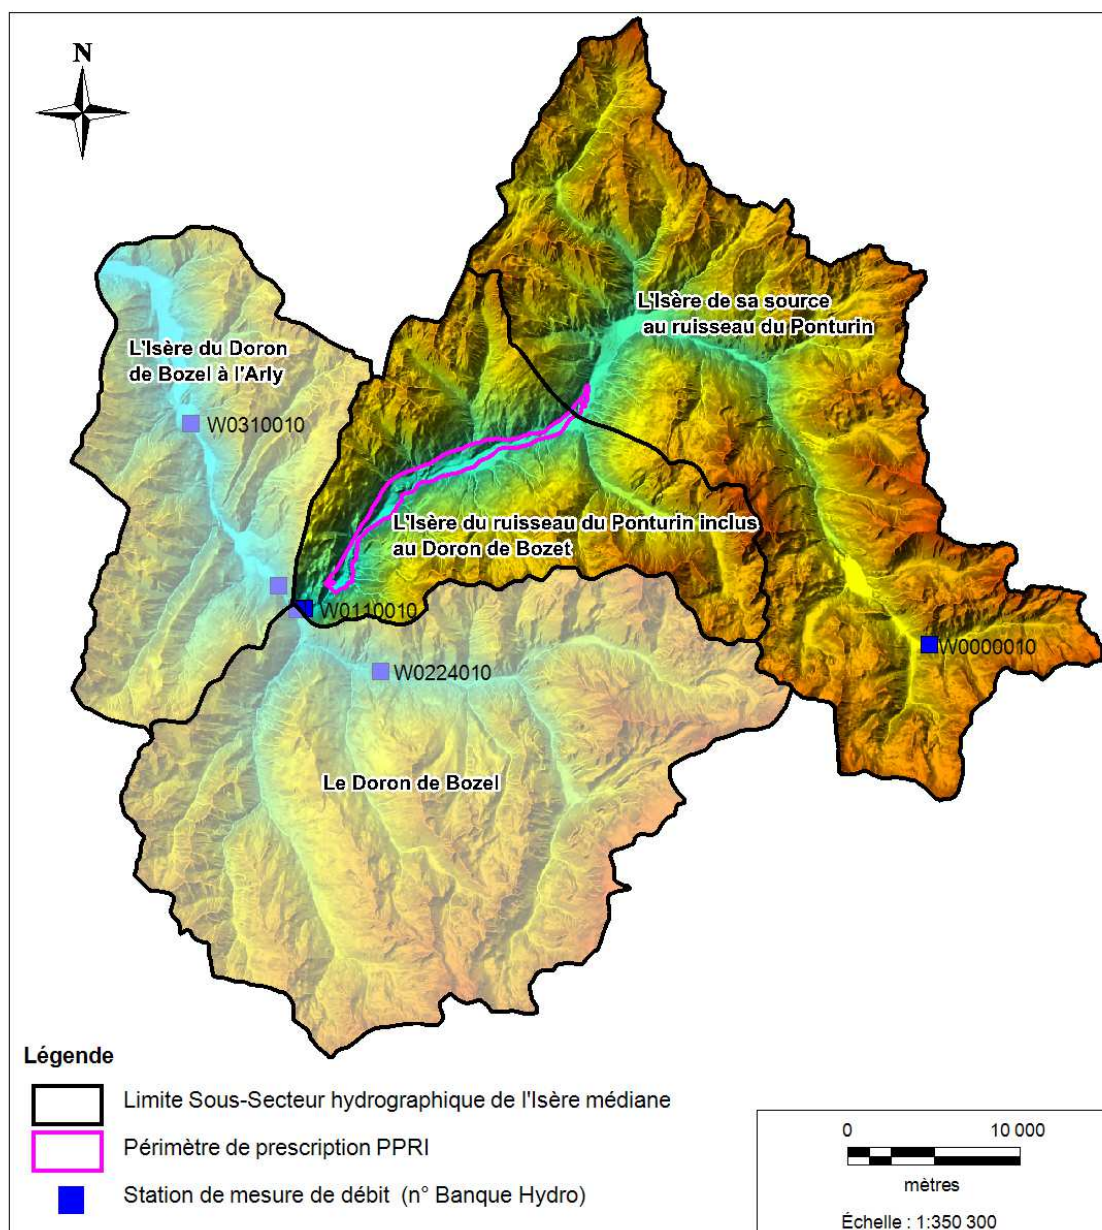 N
L'Isère de sa source
au ruisseau du Ponturin
L'Isère du Doron
de Bozel à l'Arly
W0310010
L'Isère du ruisseau du Ponturin inclus
au Doron de Bozet
W0110010
W0000010
W0224010
Le Doron de Bozel
Légende
Limite Sous-Secteur hydrographique de l'Isère médiane
Périmètre de prescription PPRI
Station de mesure de débit (n° Banque Hydro)
0 10 000
mètres
Échelle : 1:350 300